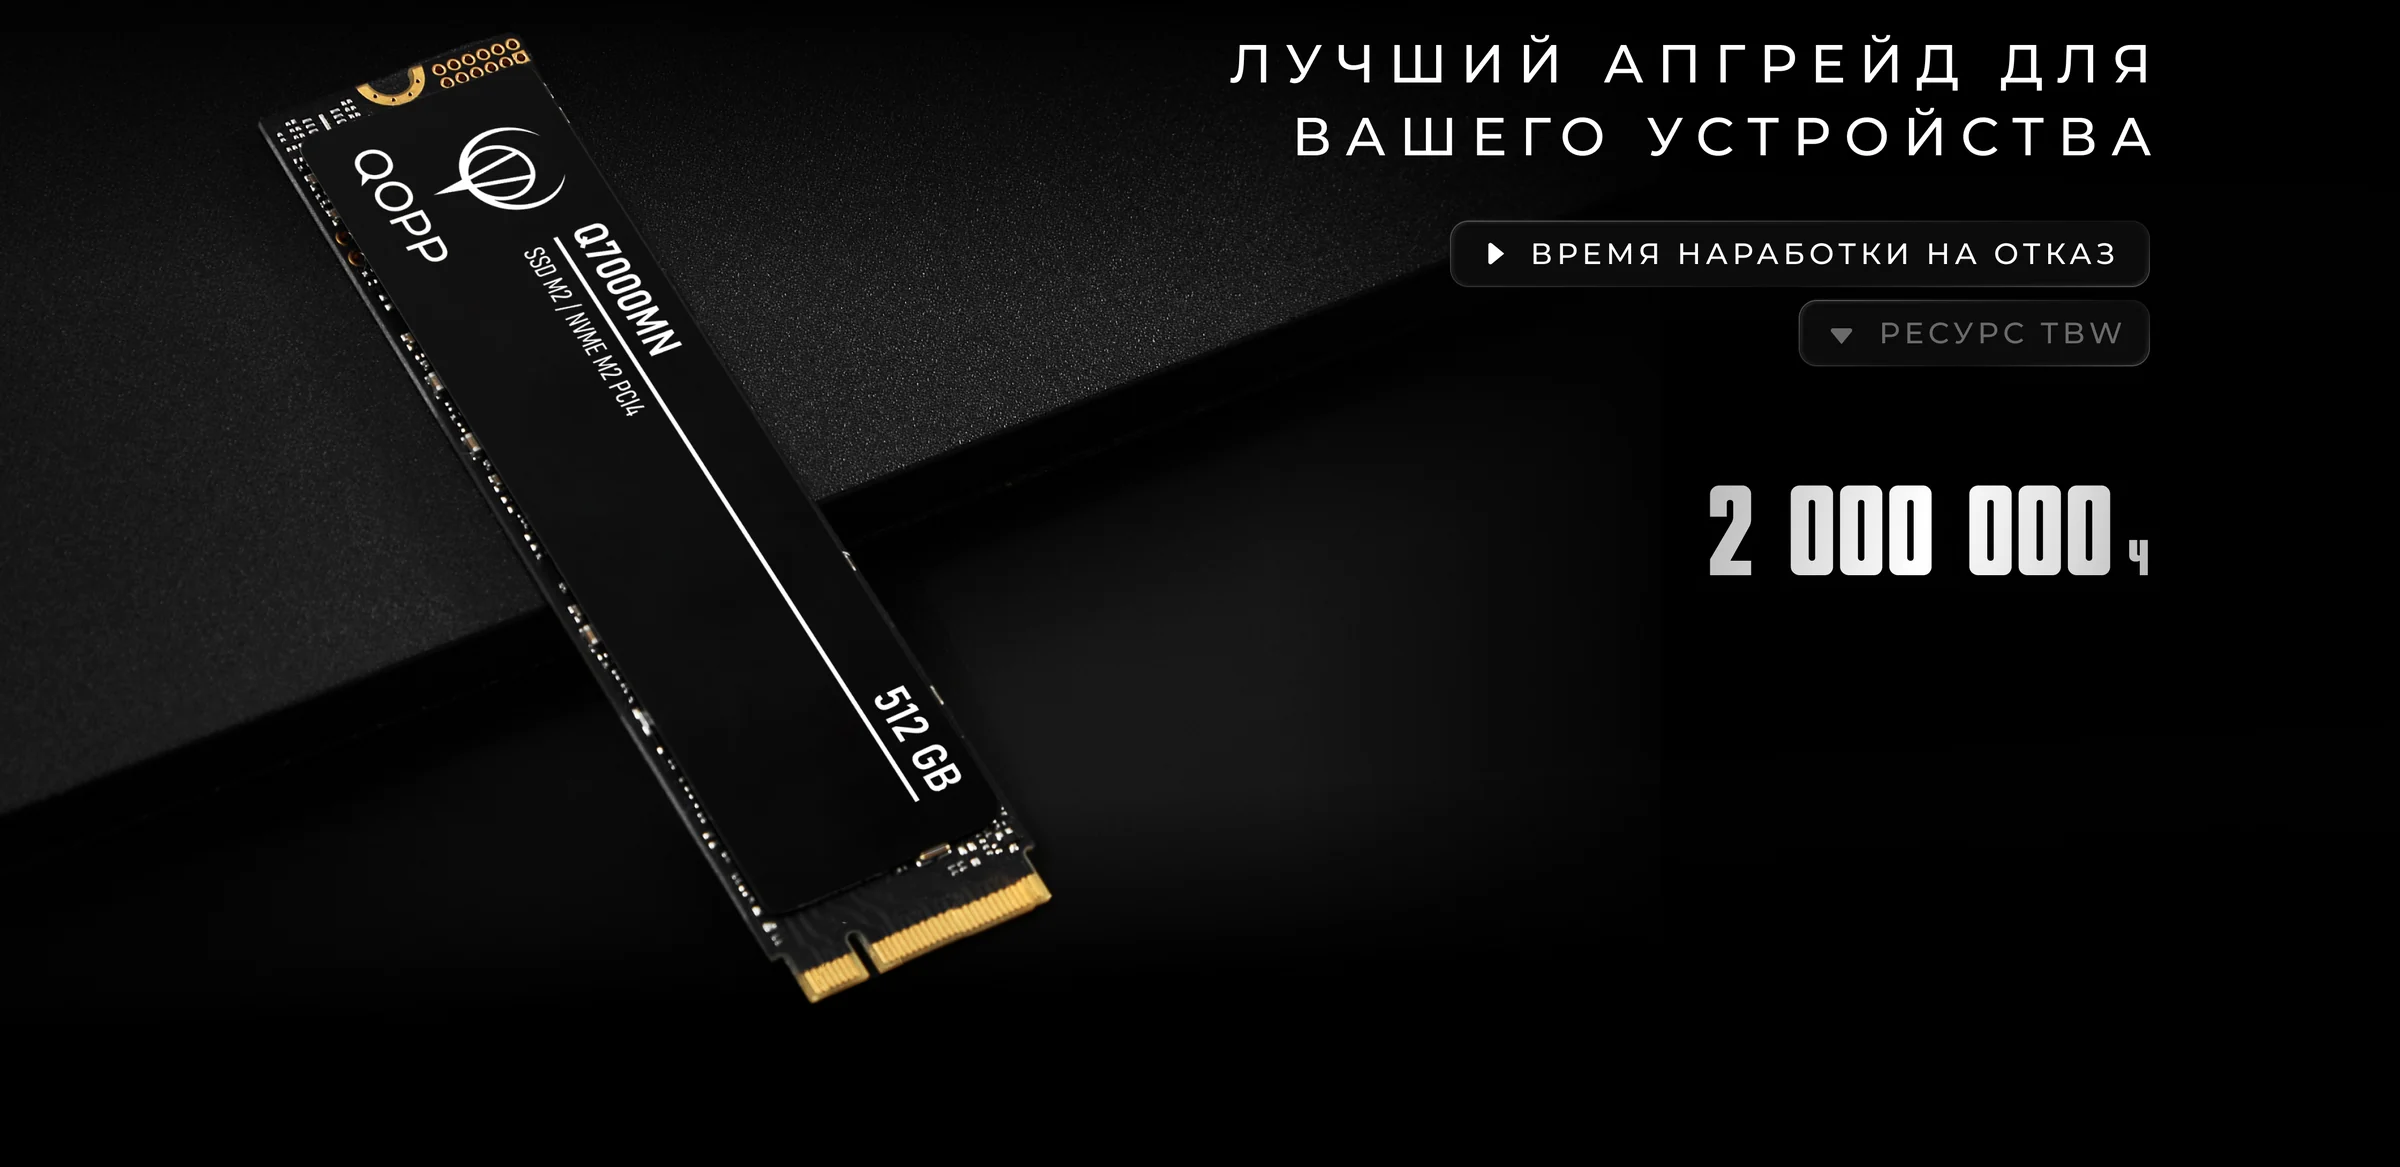 ЛУЧШИЙ АПГРЕЙД ДЛЯ
ВАШЕГО УСТРОЙСТВА
ВРЕМЯ НАРАБОТКИ НА ОТКАЗ
РЕСУРС TBW
2 000 000 ч
QOPP
Q7000MN
SSD M2 / NVME M2 PCI4
512 GB